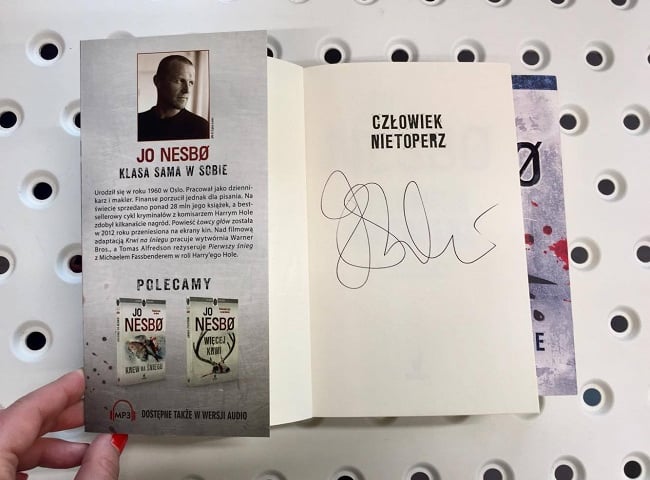 JO NESBØ
KLASA SAMA W SOBIE
Urodził się w roku 1960 w Oslo. Pracował jako dzienni-
karz i makler. Finanse porzucił jednak dla pisania. Na
świecie sprzedano ponad 28 mln jego książek, a best-
sellerowy cykl kryminałów z komisarzem Harrym Hole
zdobył kilkanaście nagród. Powieść Łowcy głów została
w 2012 roku przeniesiona na ekrany kin. Nad filmową
adaptacją Krwi na śniegu pracuje wytwórnia Warner
Bros., a Tomas Alfredson reżyseruje Pierwszy śnieg
z Michaelem Fassbenderem w roli Harry'ego Hole.
POLECAMY
JO
NESBØ
KREW NA ŚNIEGU
JO
NESBØ
WIĘCEJ
KRWI
MP3 DOSTĘPNE TAKŻE W WERSJI AUDIO
CZŁOWIEK
NIETOPERZ
Ø
E